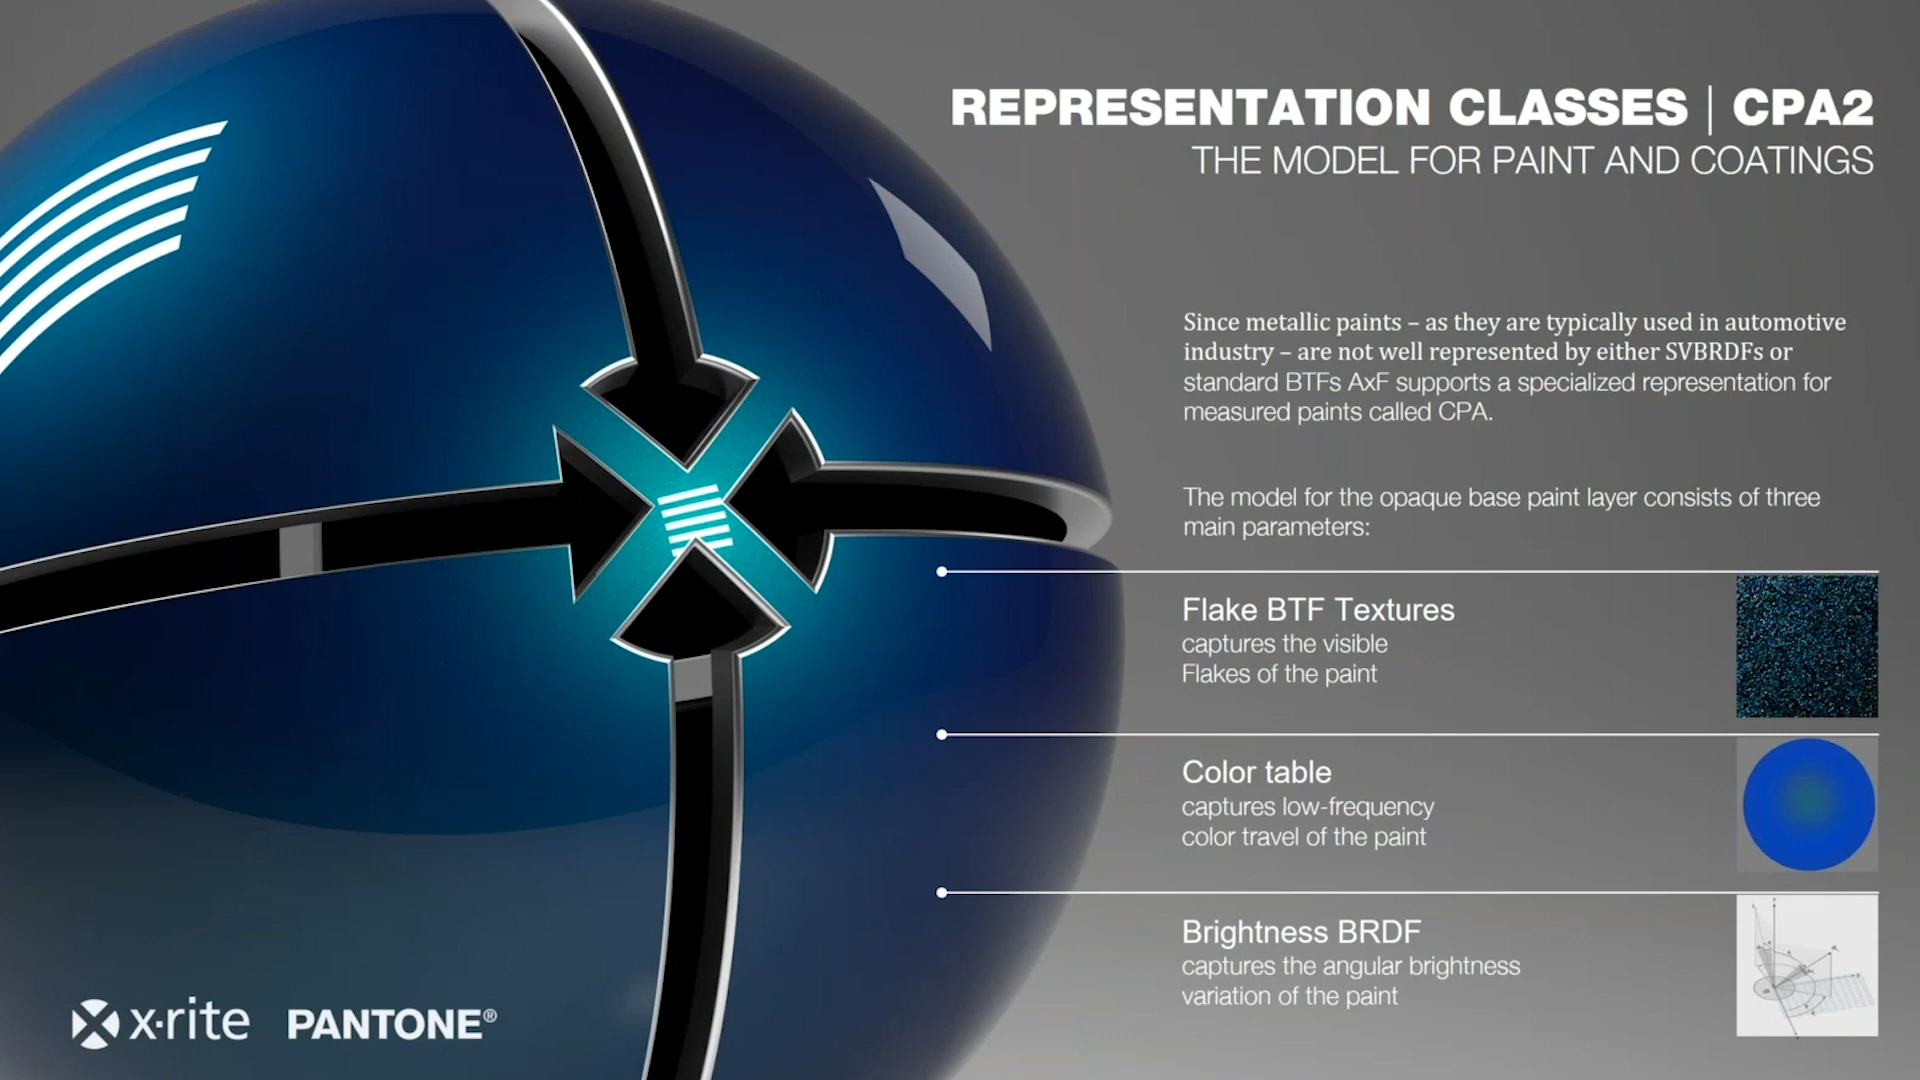 REPRESENTATION CLASSES | CPA2
THE MODEL FOR PAINT AND COATINGS
Since metallic paints – as they are typically used in automotive
industry – are not well represented by either SVBRDFs or
standard BTFs AxF supports a specialized representation for
measured paints called CPA.
The model for the opaque base paint layer consists of three
main parameters:
Flake BTF Textures
captures the visible
Flakes of the paint
Color table
captures low-frequency
color travel of the paint
Brightness BRDF
captures the angular brightness
variation of the paint
x·rite PANTONE®